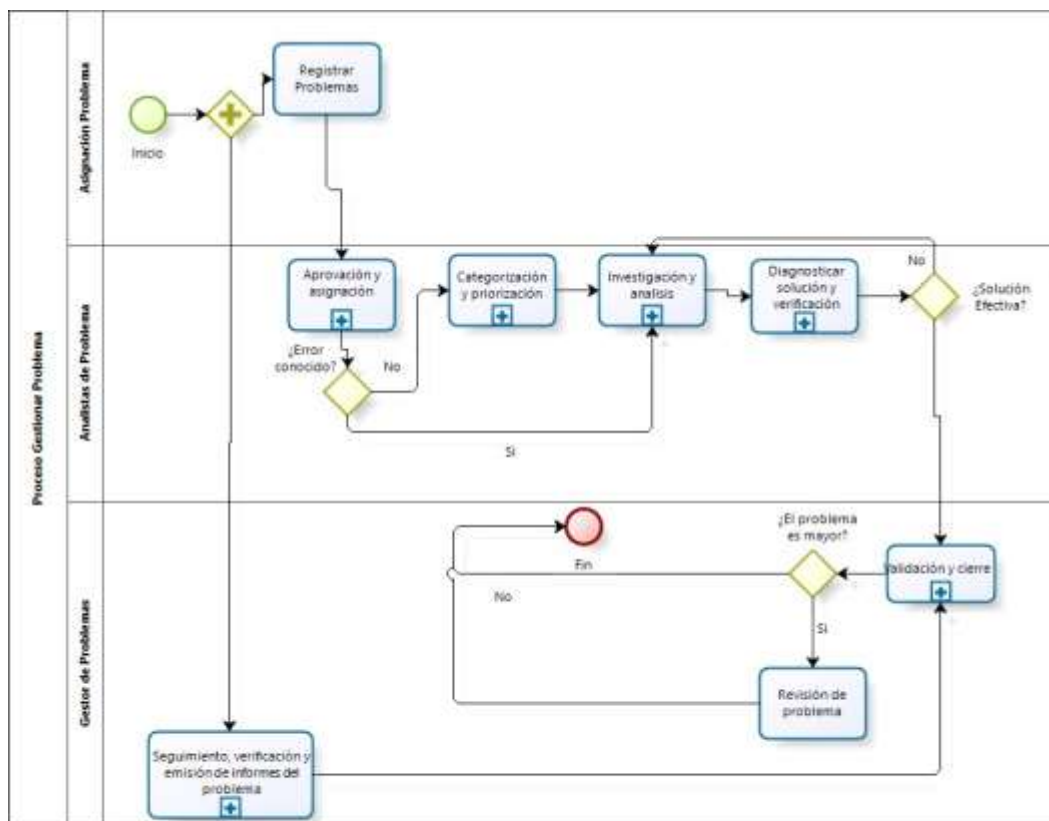 Proceso Gestionar Problema
Asignación Problema
Inicio
Registrar
Problemas
Analistas de Problema
Aprovación y
asignación
¿Error
conocido?
No
Si
Categorización
y priorización
Investigación y
analisis
Diagnosticar
solución y
verificación
No
¿Solución
Efectiva?
Gestor de Problemas
Fin
No
¿El problema
es mayor?
Si
Validación y cierre
Revisión de
problema
Seguimiento, verificación y
emisión de informes del
problema